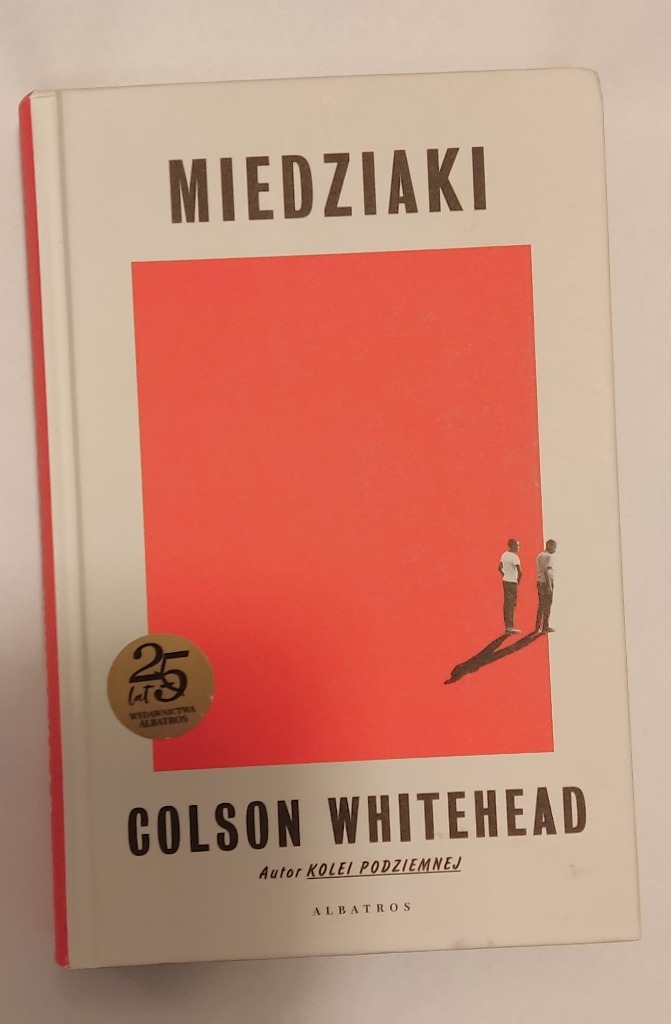 MIEDZIAKI
25
lat
WYDAWNICTWA
ALBATROS
COLSON WHITEHEAD
Autor KOLEI PODZIEMNEJ
ALBATROS